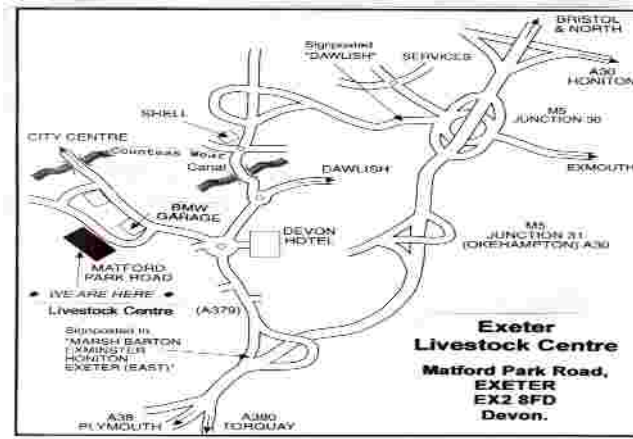 BRISTOL
& NORTH
Signposted
"DAWLISH"
SERVICES
A30
HONITON
M5
JUNCTION 30
SHELL
CITY CENTRE
COUNTESS WEAR
Canal
DAWLISH
EXMOUTH
BMW
GARAGE
DEVON
HOTEL
M5
JUNCTION 31
(OKEHAMPTON) A30
MATFORD
PARK ROAD
WE ARE HERE
Livestock Centre
(A379)
Signposted to
"MARSH BARTON
EXMINSTER
HONITON
EXETER (EAST)"
Exeter
Livestock Centre
Matford Park Road,
EXETER
EX2 8FD
Devon.
A38
PLYMOUTH
A380
TORQUAY